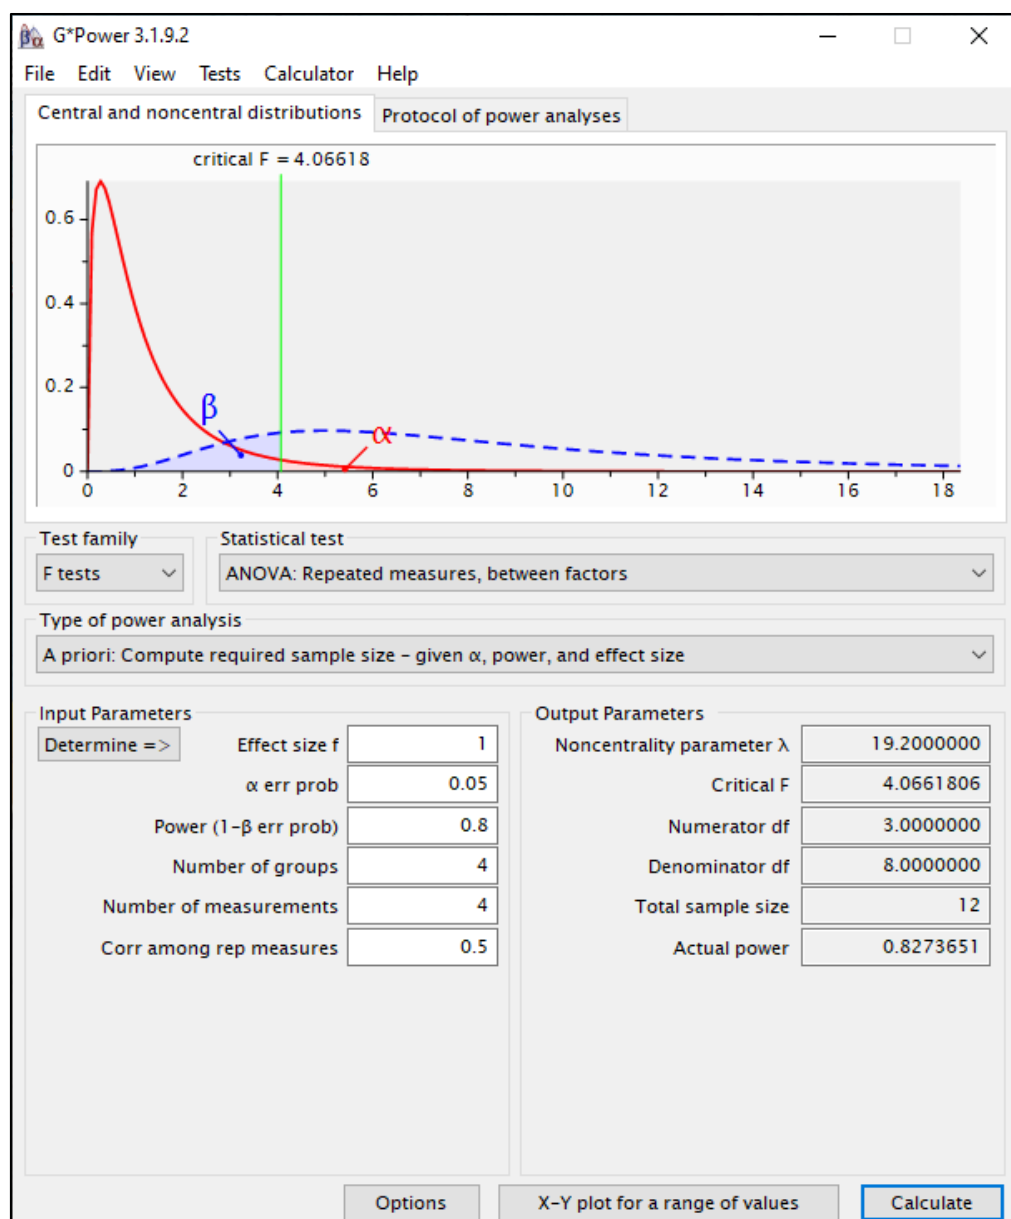 G*Power 3.1.9.2
File Edit View Tests Calculator Help
Central and noncentral distributions Protocol of power analyses
critical F = 4.06618
0.6
0.4
0.2
0
β α
0 2 4 6 8 10 12 14 16 18
Test family Statistical test
F tests ANOVA: Repeated measures, between factors
Type of power analysis
A priori: Compute required sample size – given α, power, and effect size
Input Parameters Output Parameters
Determine => Effect size f 1 Noncentrality parameter λ 19.2000000
α err prob 0.05 Critical F 4.0661806
Power (1–β err prob) 0.8 Numerator df 3.0000000
Number of groups 4 Denominator df 8.0000000
Number of measurements 4 Total sample size 12
Corr among rep measures 0.5 Actual power 0.8273651
Options X–Y plot for a range of values Calculate